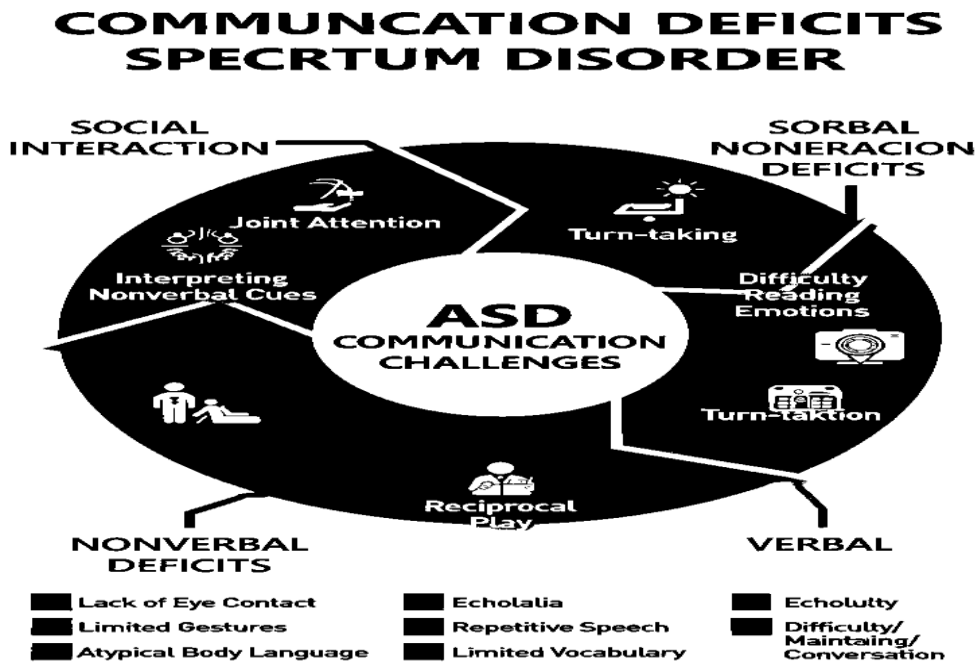 COMMUNCATION DEFICITS
SPECRTUM DISORDER
SOCIAL
INTERACTION
SORBAL
NONERACION
DEFICITS
Joint Attention
Turn-taking
Interpreting
Nonverbal Cues
Difficulty
Reading
Emotions
ASD
COMMUNICATION
CHALLENGES
Turn-taktion
Reciprocal
Play
NONVERBAL
DEFICITS
VERBAL
Lack of Eye Contact
Limited Gestures
Atypical Body Language
Echolalia
Repetitive Speech
Limited Vocabulary
Echolulty
Difficulty/
Maintaing/
Conversation